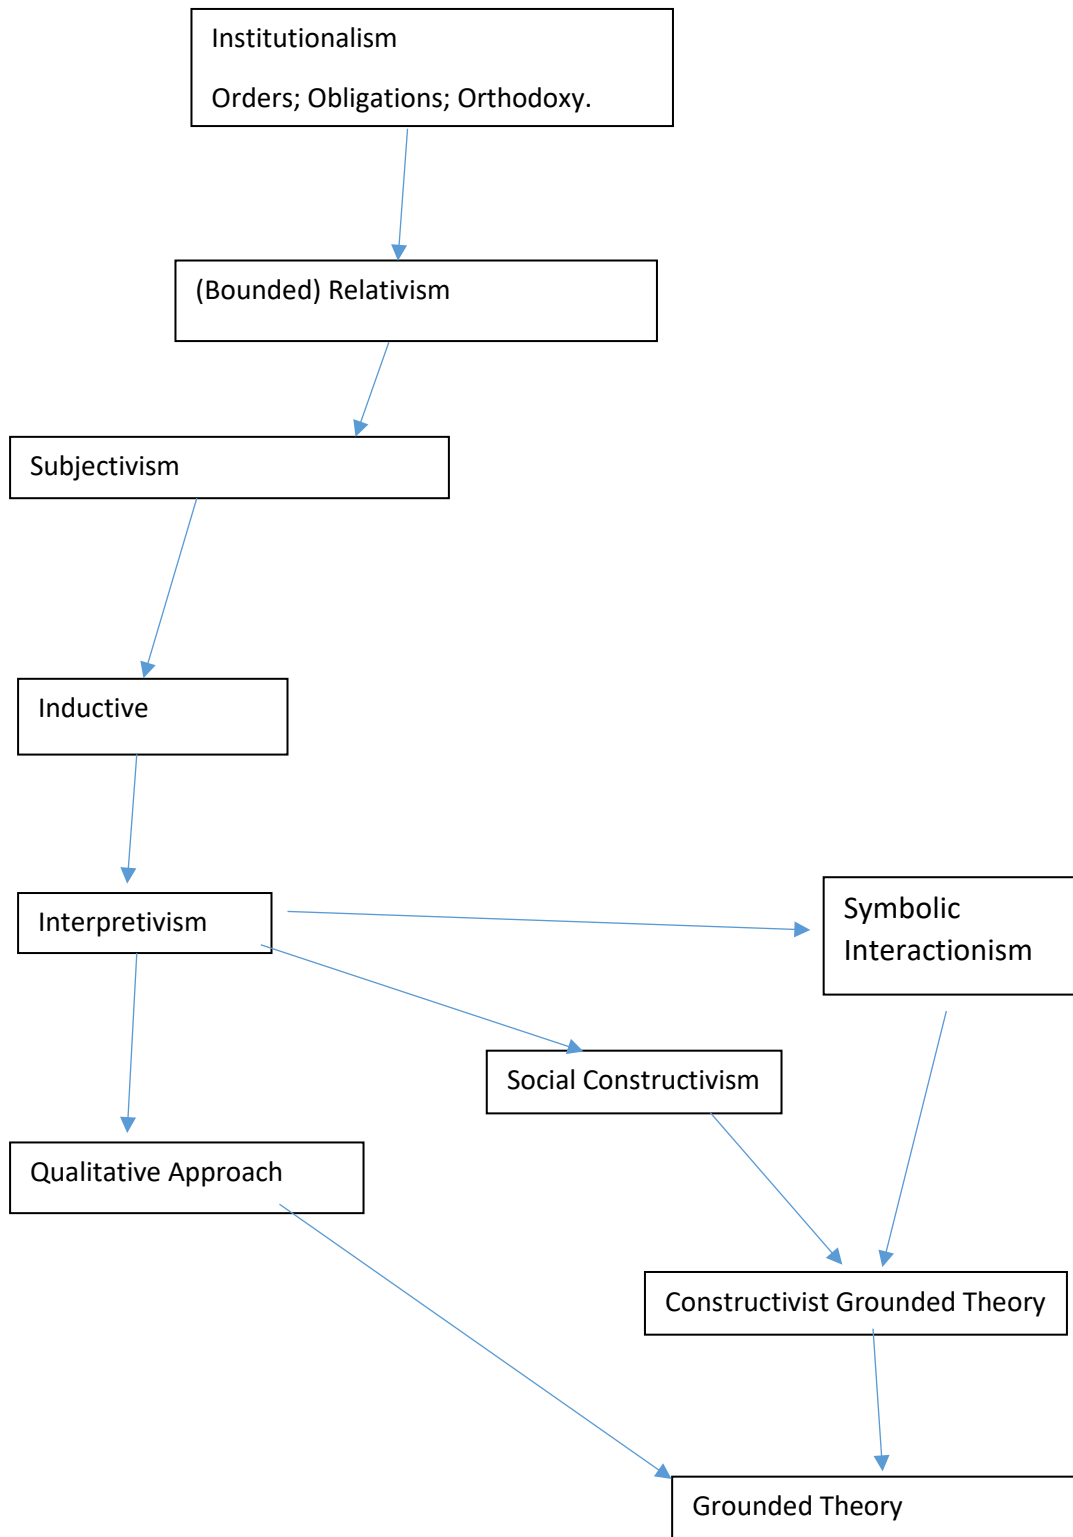 Institutionalism
Orders; Obligations; Orthodoxy.
(Bounded) Relativism
Subjectivism
Inductive
Interpretivism
Symbolic
Interactionism
Social Constructivism
Qualitative Approach
Constructivist Grounded Theory
Grounded Theory